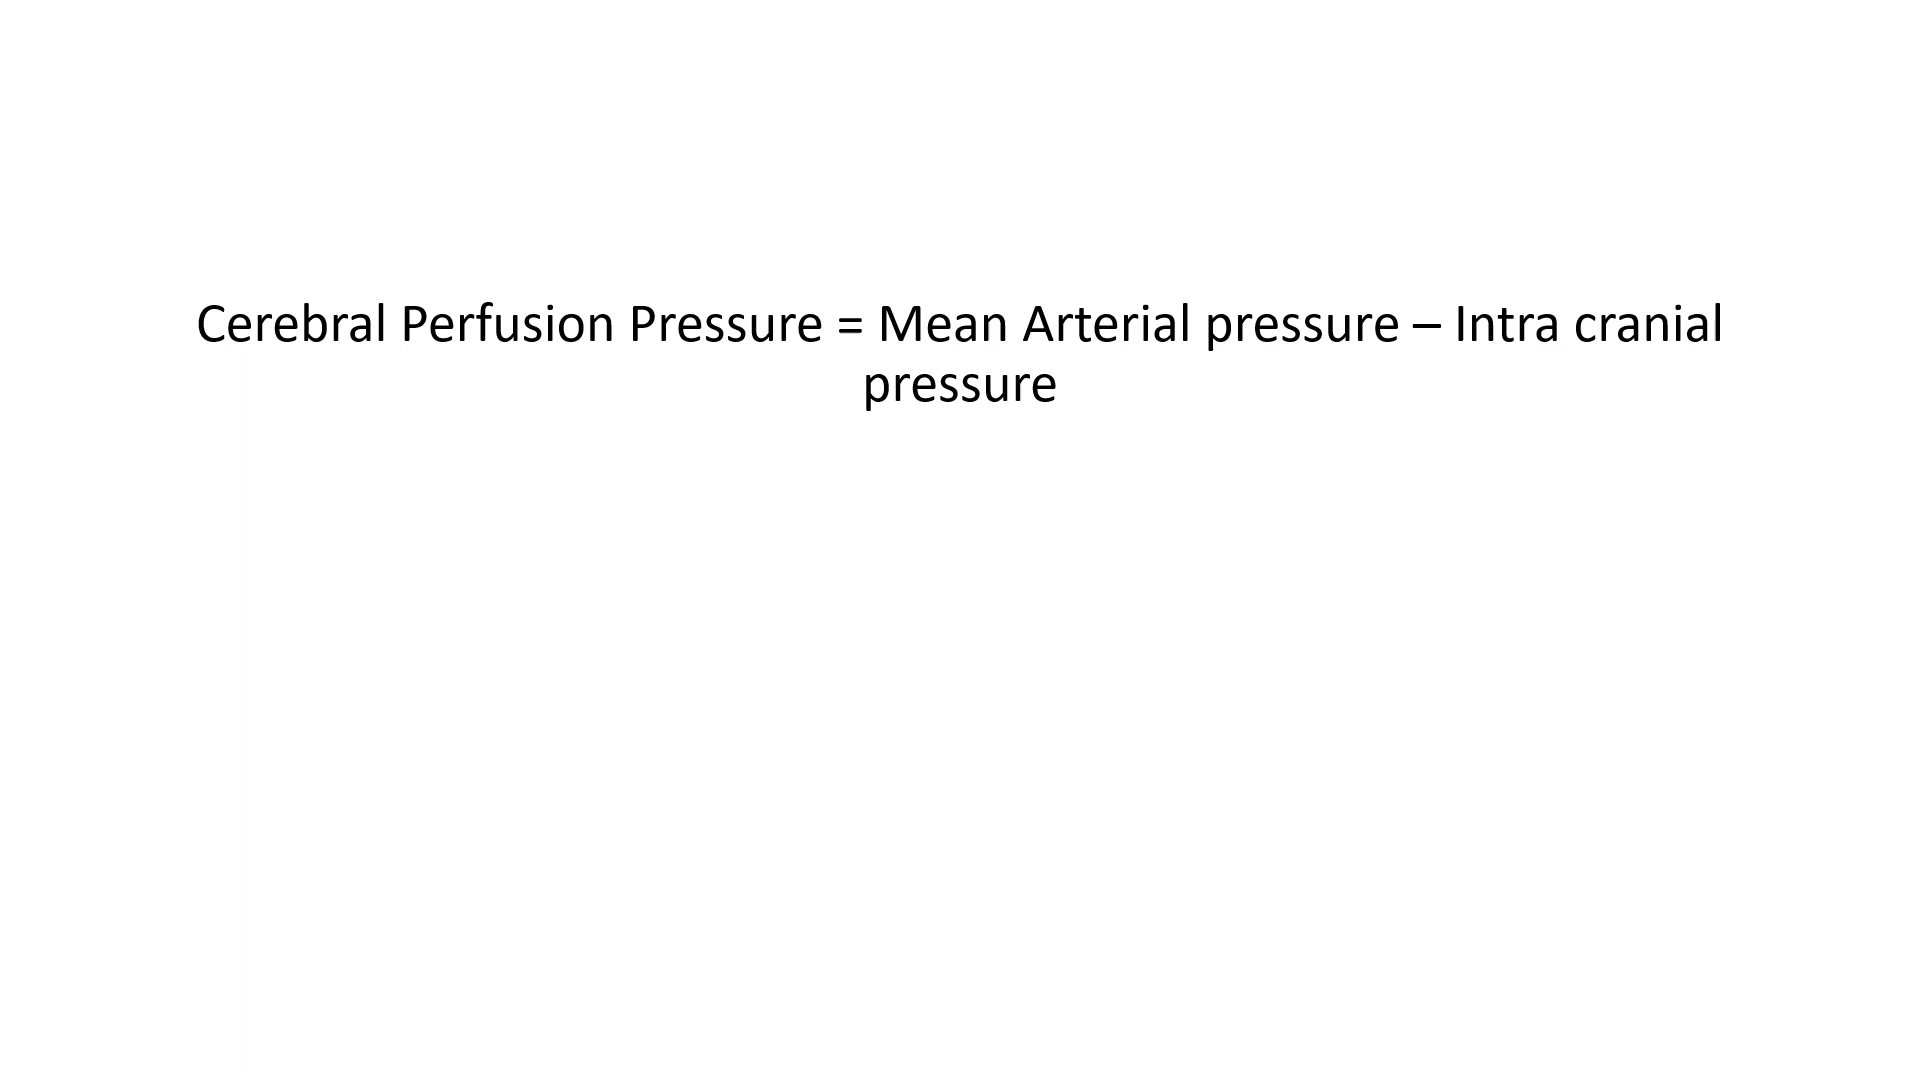 Cerebral Perfusion Pressure = Mean Arterial pressure – Intra cranial
pressure